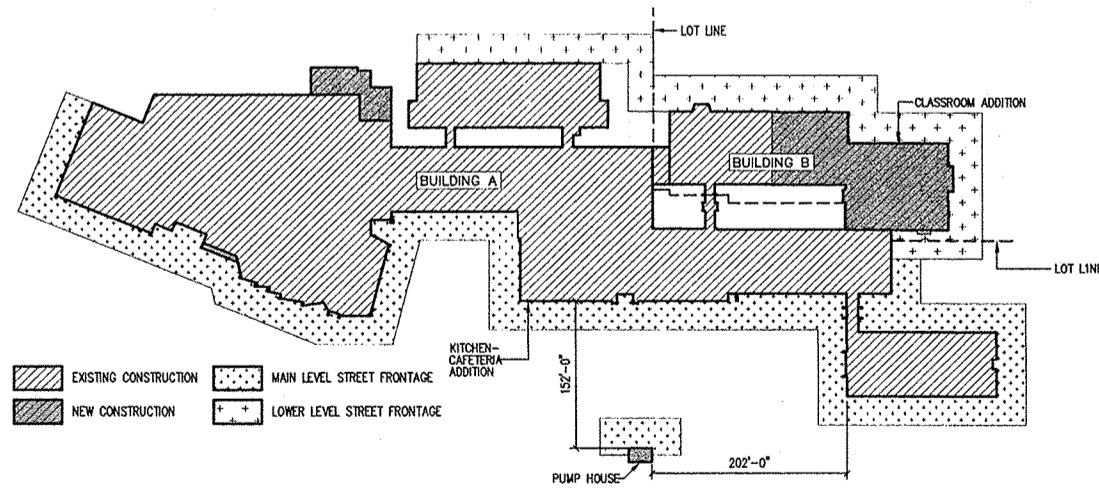 LOT LINE
CLASSROOM ADDITION
BUILDING B
BUILDING A
LOT LINE
KITCHEN-
CAFETERIA
ADDITION
152'-0"
EXISTING CONSTRUCTION
MAIN LEVEL STREET FRONTAGE
NEW CONSTRUCTION
LOWER LEVEL STREET FRONTAGE
202'-0"
PUMP HOUSE